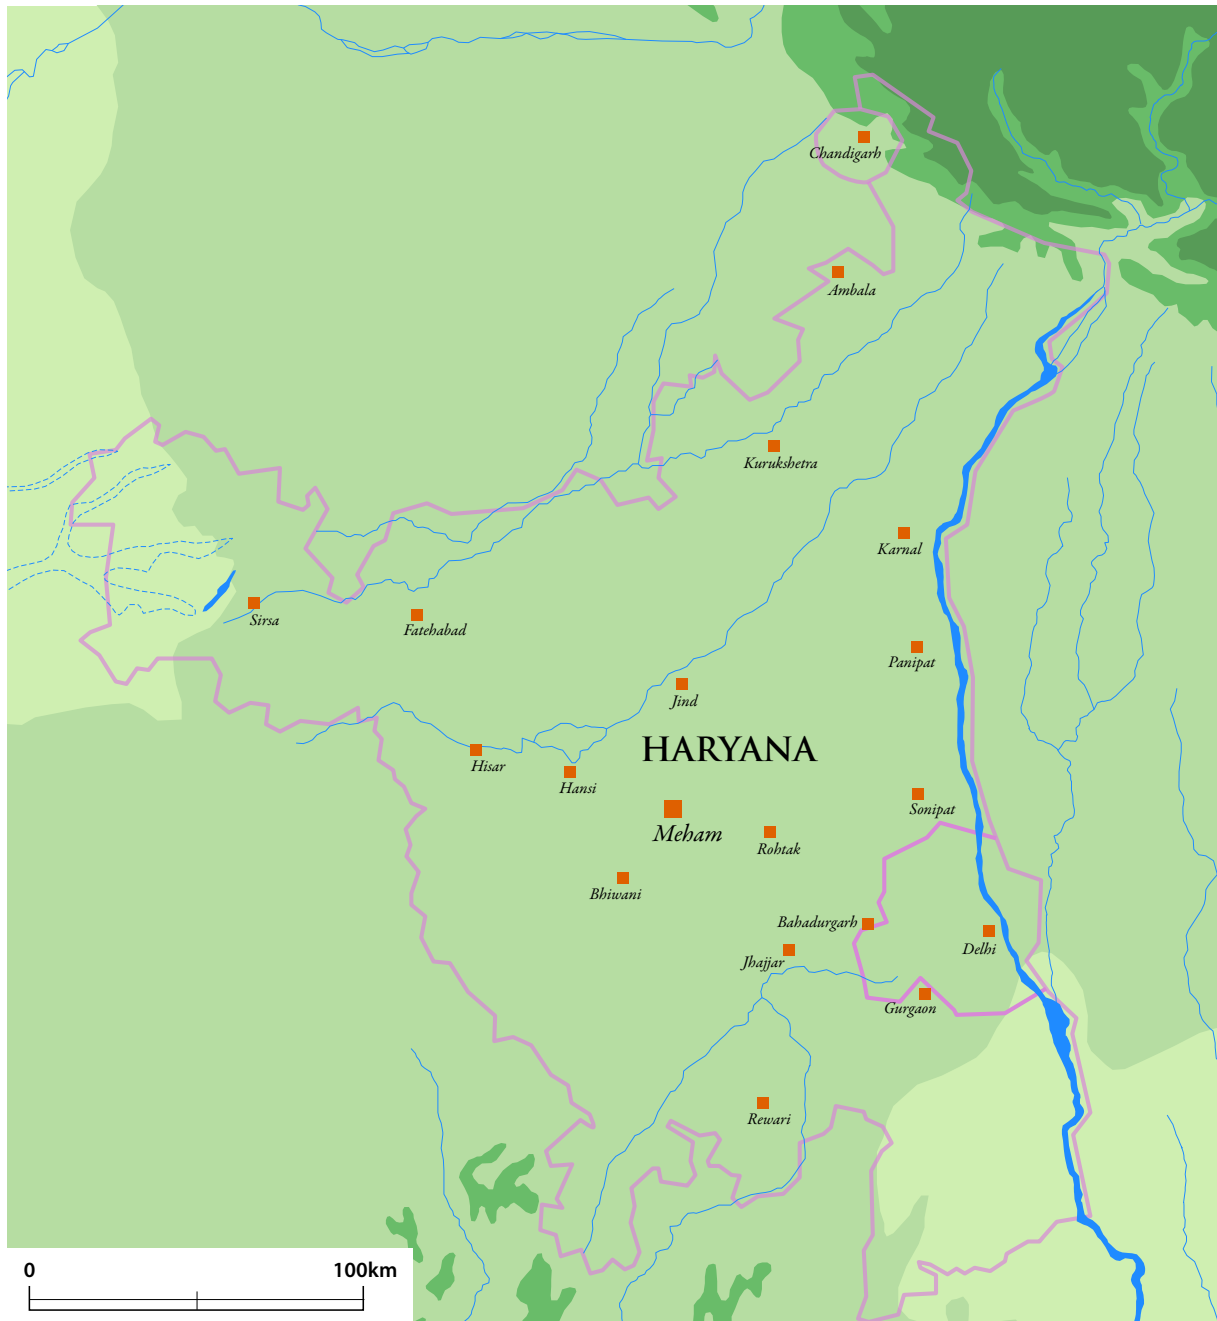 Chandigarh
Ambala
Kurukshetra
Karnal
Sirsa
Fatehabad
Panipat
Jind
HARYANA
Hisar
Hansi
Sonipat
Meham
Rohtak
Bhiwani
Bahadurgarh
Delhi
Jhajjar
Gurgaon
Rewari
0 100km